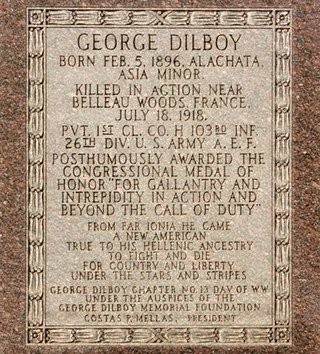 GEORGE DILBOY
BORN FEB. 5, 1896, ALACHATA,
ASIA MINOR.
KILLED IN ACTION NEAR
BELLEAU WOODS, FRANCE.
JULY 18, 1918.
PVT. 1ST CL. CO. H 103RD INF.
26TH DIV. U. S. ARMY A. E. F.
POSTHUMOUSLY AWARDED THE
CONGRESSIONAL MEDAL OF
HONOR "FOR GALLANTRY AND
INTREPIDITY IN ACTION AND
BEYOND THE CALL OF DUTY"
FROM FAR IONIA HE CAME
A NEW AMERICAN
TRUE TO HIS HELLENIC ANCESTRY
TO FIGHT AND DIE
FOR COUNTRY AND LIBERTY
UNDER THE STARS AND STRIPES
GEORGE DILBOY CHAPTER NO. 13 DAV OF WW
UNDER THE AUSPICES OF THE
GEORGE DILBOY MEMORIAL FOUNDATION
COSTAS P. MELLAS, PRESIDENT